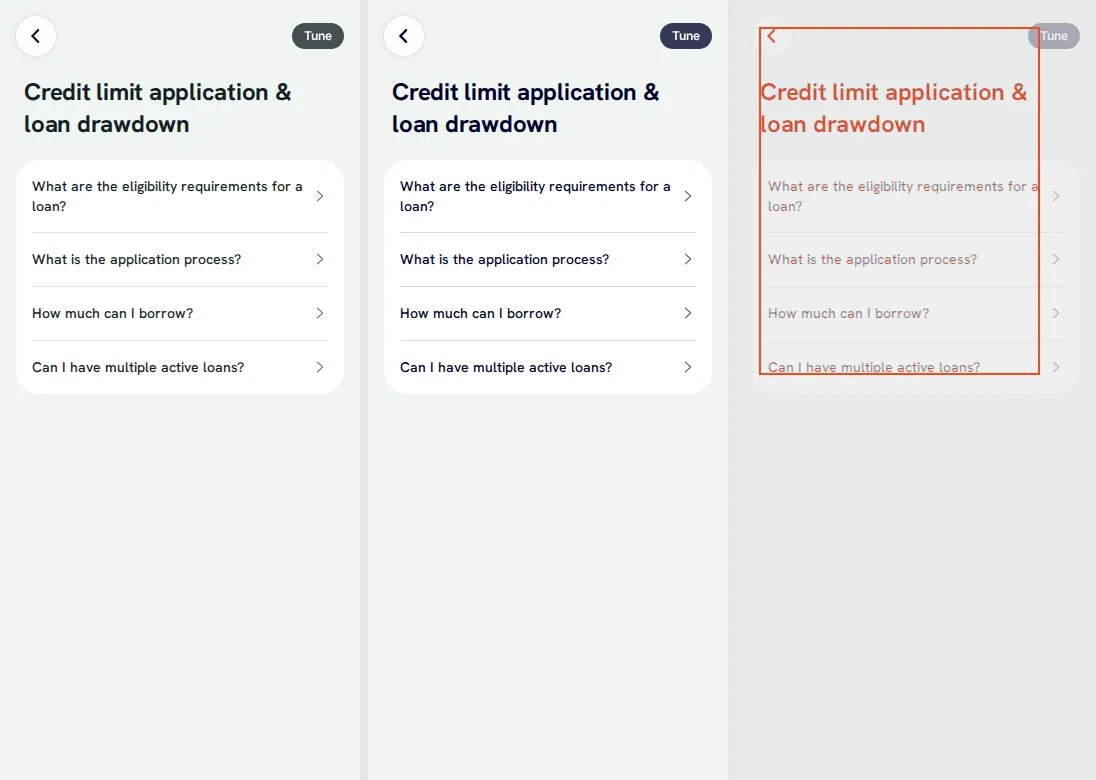 Tune
Credit limit application &
loan drawdown
What are the eligibility requirements for a
loan?
What is the application process?
How much can I borrow?
Can I have multiple active loans?
Tune
Credit limit application &
loan drawdown
What are the eligibility requirements for a
loan?
What is the application process?
How much can I borrow?
Can I have multiple active loans?
Tune
Credit limit application &
loan drawdown
What are the eligibility requirements for a
loan?
What is the application process?
How much can I borrow?
Can I have multiple active loans?